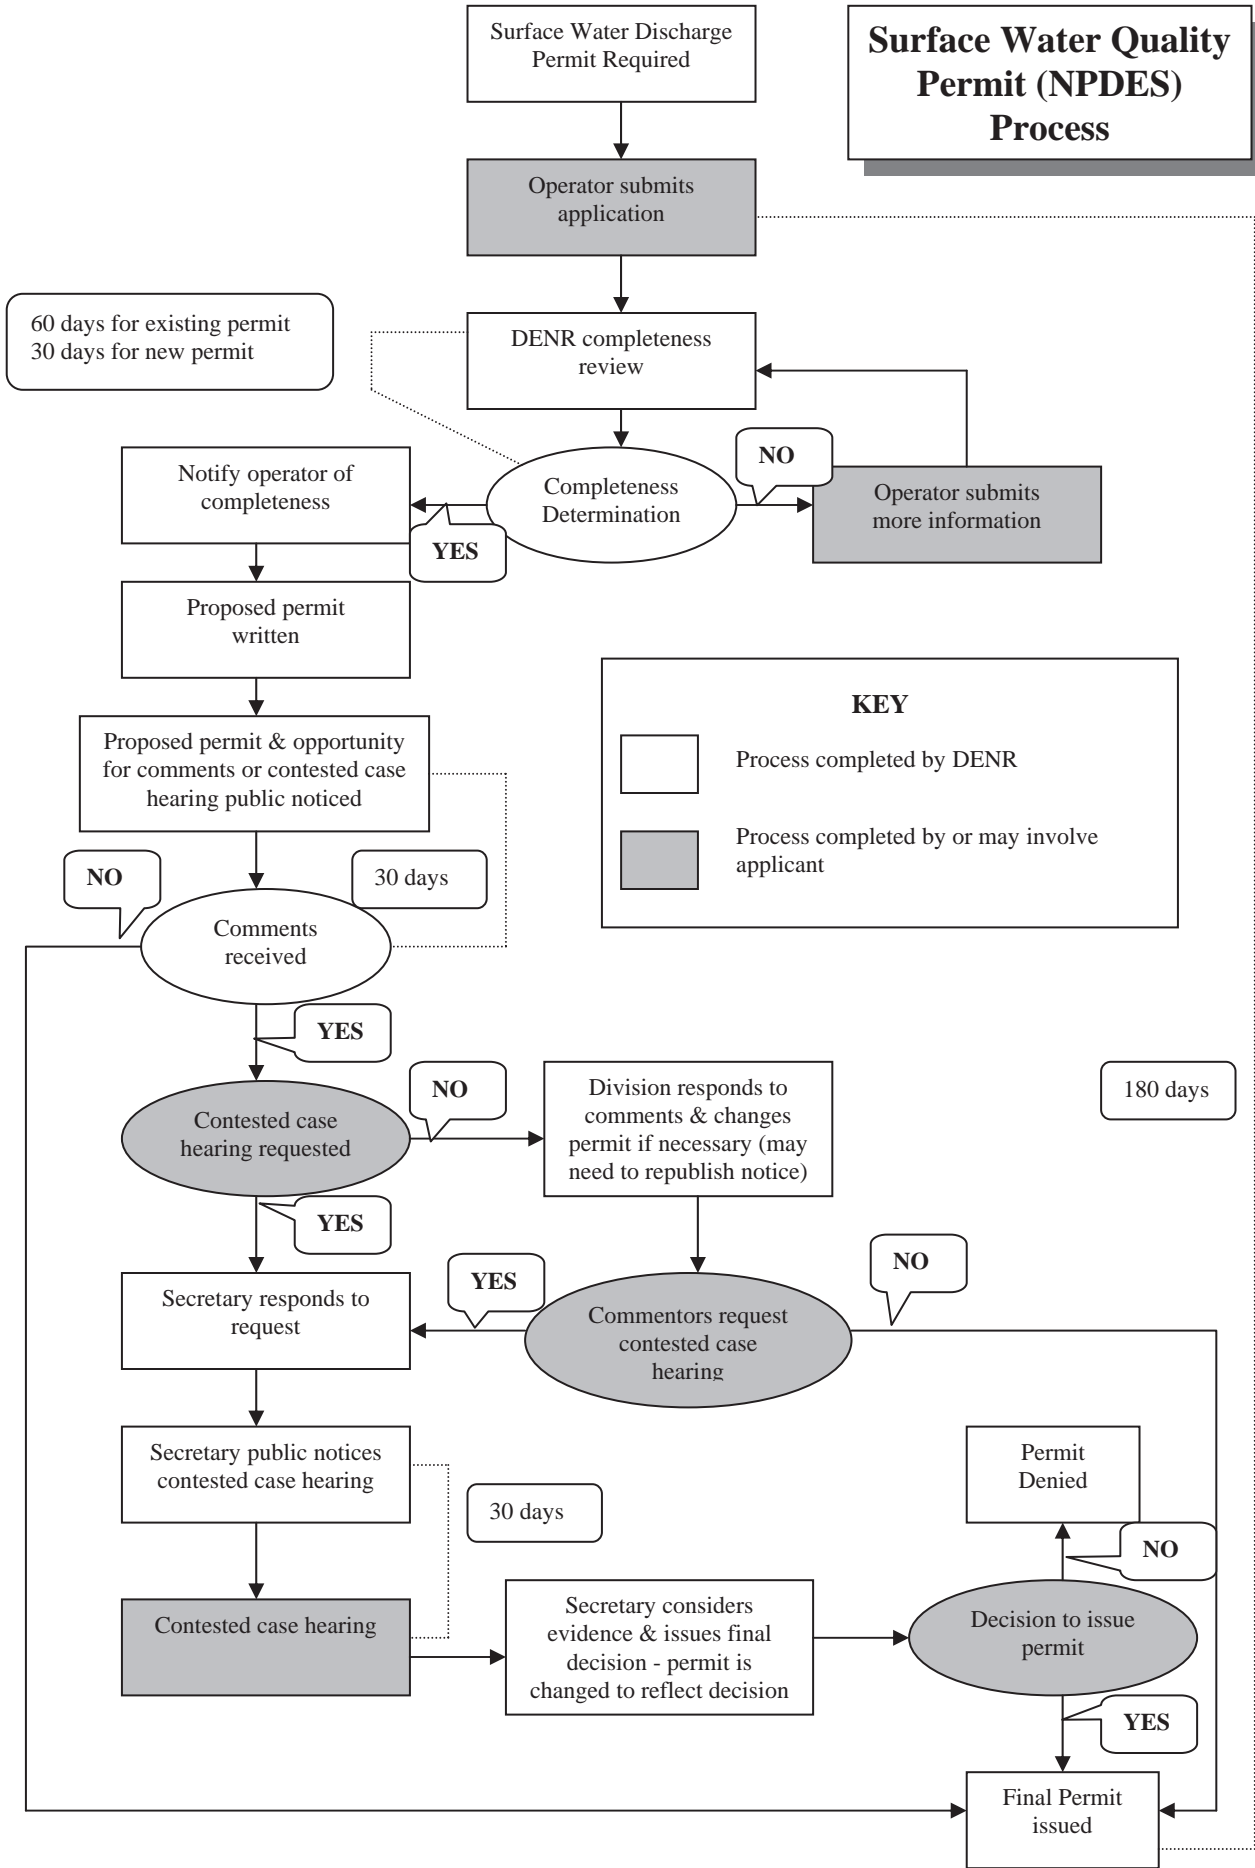 Surface Water Discharge
Permit Required
Surface Water Quality
Permit (NPDES)
Process
Operator submits
application
60 days for existing permit
30 days for new permit
DENR completeness
review
Completeness
Determination
NO
Operator submits
more information
YES
Notify operator of
completeness
Proposed permit
written
Proposed permit & opportunity
for comments or contested case
hearing public noticed
KEY
Process completed by DENR
Process completed by or may involve
applicant
NO
30 days
Comments
received
YES
Contested case
hearing requested
NO
Division responds to
comments & changes
permit if necessary (may
need to republish notice)
180 days
YES
Secretary responds to
request
YES
Commentors request
contested case
hearing
NO
Secretary public notices
contested case hearing
30 days
Permit
Denied
NO
Contested case hearing
Secretary considers
evidence & issues final
decision - permit is
changed to reflect decision
Decision to issue
permit
YES
Final Permit
issued